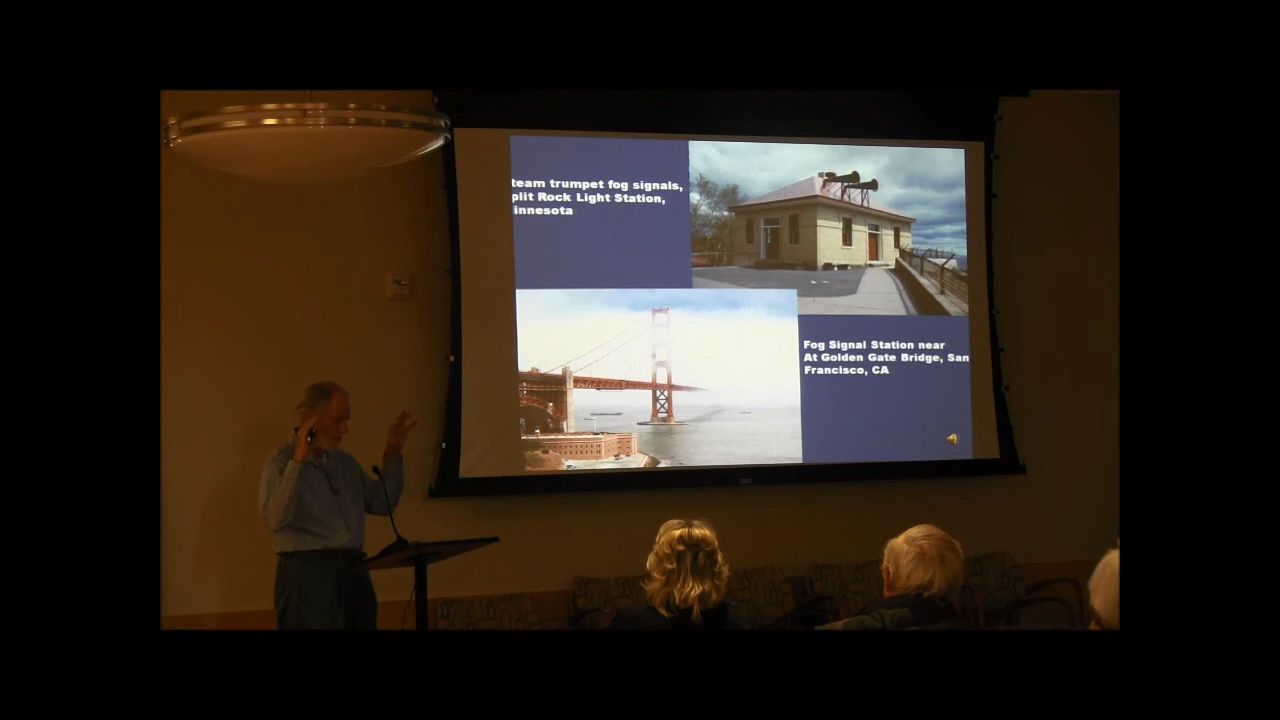 team trumpet fog signals,
plit Rock Light Station,
innesota
Fog Signal Station near
At Golden Gate Bridge, San
Francisco, CA